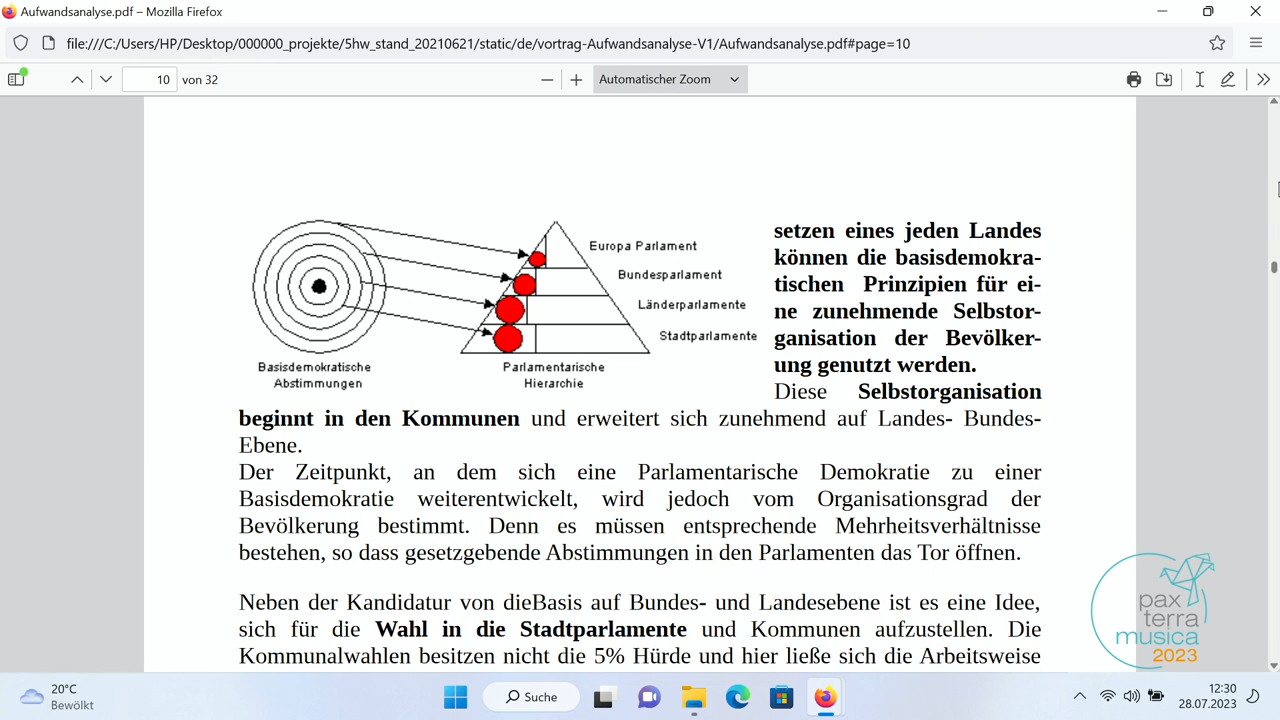 Aufwandsanalyse.pdf – Mozilla Firefox
file:///C:/Users/HP/Desktop/000000_projekte/5hw_stand_20210621/static/de/vortrag-Aufwandsanalyse-V1/Aufwandsanalyse.pdf#page=10
10 von 32
Automatischer Zoom
Europa Parlament
Bundesparlament
Länderparlamente
Stadtparlamente
Basisdemokratische
Abstimmungen
Parlamentarische
Hierarchie
setzen eines jeden Landes
können die basisdemokra-
tischen Prinzipien für ei-
ne zunehmende Selbstor-
ganisation der Bevölker-
ung genutzt werden.
Diese Selbstorganisation
beginnt in den Kommunen und erweitert sich zunehmend auf Landes- Bundes-
Ebene.
Der Zeitpunkt, an dem sich eine Parlamentarische Demokratie zu einer
Basisdemokratie weiterentwickelt, wird jedoch vom Organisationsgrad der
Bevölkerung bestimmt. Denn es müssen entsprechende Mehrheitsverhältnisse
bestehen, so dass gesetzgebende Abstimmungen in den Parlamenten das Tor öffnen.
Neben der Kandidatur von dieBasis auf Bundes- und Landesebene ist es eine Idee,
sich für die Wahl in die Stadtparlamente und Kommunen aufzustellen. Die
Kommunalwahlen besitzen nicht die 5% Hürde und hier ließe sich die Arbeitsweise
pax
terra
musica
2023
20°C
Bewölkt
Suche
12:30
28.07.2023